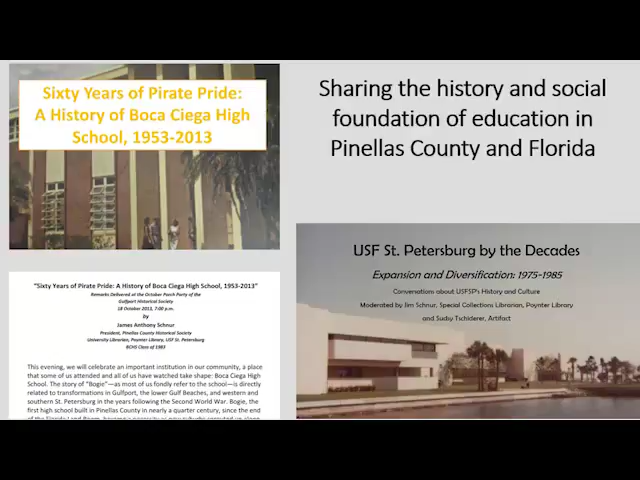 Sixty Years of Pirate Pride:
A History of Boca Ciega High
School, 1953-2013
Sharing the history and social
foundation of education in
Pinellas County and Florida
"Sixty Years of Pirate Pride: A History of Boca Ciega High School, 1953-2013"
Remarks Delivered at the October Porch Party of the
Gulfport Historical Society
18 October 2013, 7:00 p.m.
by
James Anthony Schnur
President, Pinellas County Historical Society
University Librarian, Poynter Library, USF St. Petersburg
BCHS Class of 1983
This evening, we will celebrate an important institution in our community, a place
that some of us attended and all of us have watched take shape: Boca Ciega High
School. The story of "Bogie"—as most of us fondly refer to the school—is directly
related to transformations in Gulfport, the lower Gulf Beaches, and western and
southern St. Petersburg in the years following the Second World War. Bogie, the
first high school built in Pinellas County in nearly a quarter century, since the end
USF St. Petersburg by the Decades
Expansion and Diversification: 1975-1985
Conversations about USFSP's History and Culture
Moderated by Jim Schnur, Special Collections Librarian, Poynter Library
and Sudsy Tschiderer, Artifact